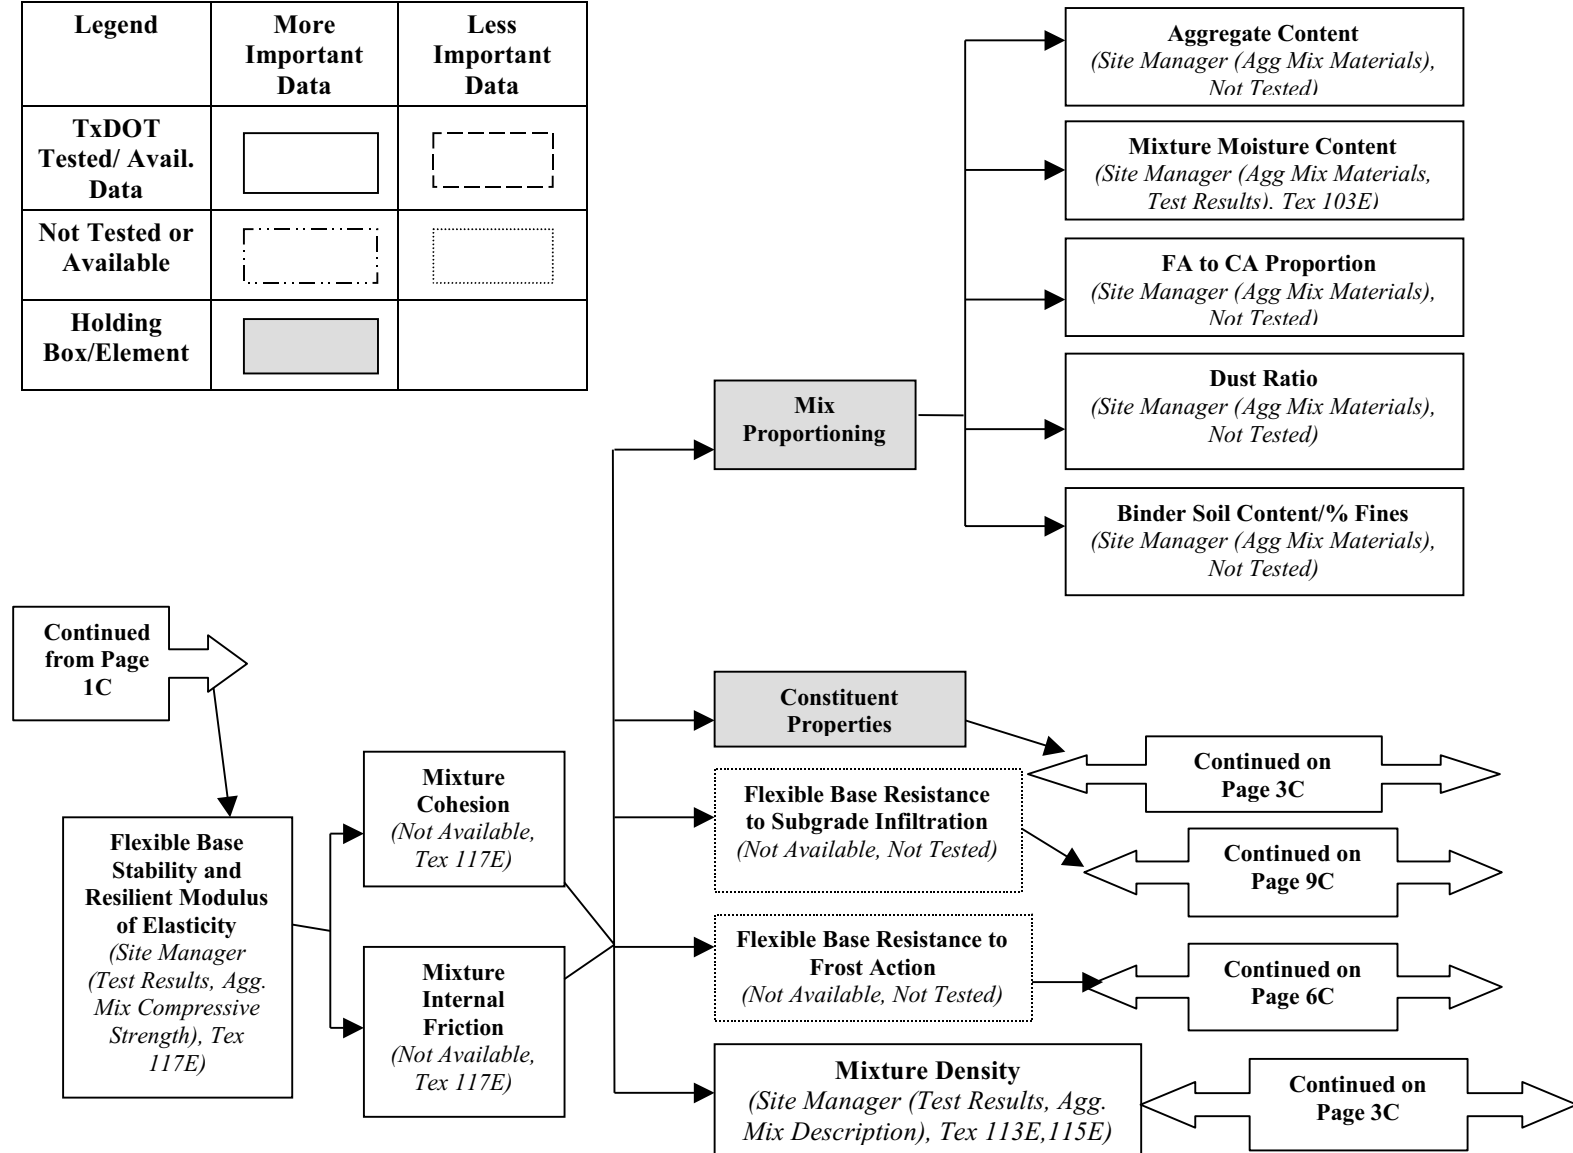 Legend
More
Important
Data
Less
Important
Data
TxDOT
Tested/ Avail.
Data
Not Tested or
Available
Holding
Box/Element
Aggregate Content
(Site Manager (Agg Mix Materials),
Not Tested)
Mixture Moisture Content
(Site Manager (Agg Mix Materials,
Test Results), Tex 103E)
FA to CA Proportion
(Site Manager (Agg Mix Materials),
Not Tested)
Dust Ratio
(Site Manager (Agg Mix Materials),
Not Tested)
Binder Soil Content/% Fines
(Site Manager (Agg Mix Materials),
Not Tested)
Mix
Proportioning
Continued
from Page
1C
Flexible Base
Stability and
Resilient Modulus
of Elasticity
(Site Manager
(Test Results, Agg.
Mix Compressive
Strength), Tex
117E)
Mixture
Cohesion
(Not Available,
Tex 117E)
Mixture
Internal
Friction
(Not Available,
Tex 117E)
Constituent
Properties
Continued on
Page 3C
Flexible Base Resistance
to Subgrade Infiltration
(Not Available, Not Tested)
Continued on
Page 9C
Flexible Base Resistance to
Frost Action
(Not Available, Not Tested)
Continued on
Page 6C
Mixture Density
(Site Manager (Test Results, Agg.
Mix Description), Tex 113E,115E)
Continued on
Page 3C